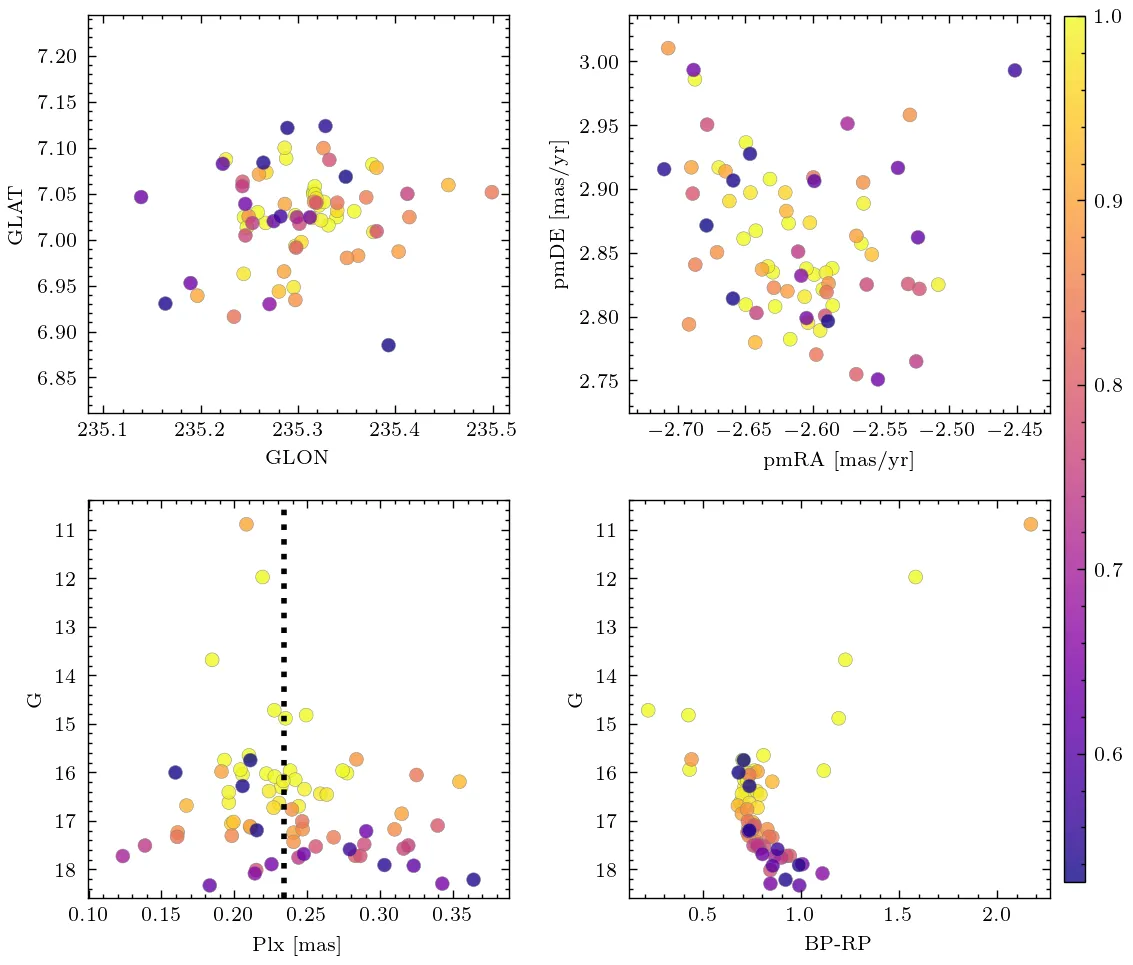 7.20
7.15
7.10
7.05
7.00
6.95
6.90
6.85
GLAT
235.1 235.2 235.3 235.4 235.5
GLON
3.00
2.95
2.90
2.85
2.80
2.75
pmDE [mas/yr]
−2.70 −2.65 −2.60 −2.55 −2.50 −2.45
pmRA [mas/yr]
1.0
0.9
0.8
0.7
0.6
11
12
13
14
15
16
17
18
G
0.10 0.15 0.20 0.25 0.30 0.35
Plx [mas]
11
12
13
14
15
16
17
18
G
0.5 1.0 1.5 2.0
BP-RP